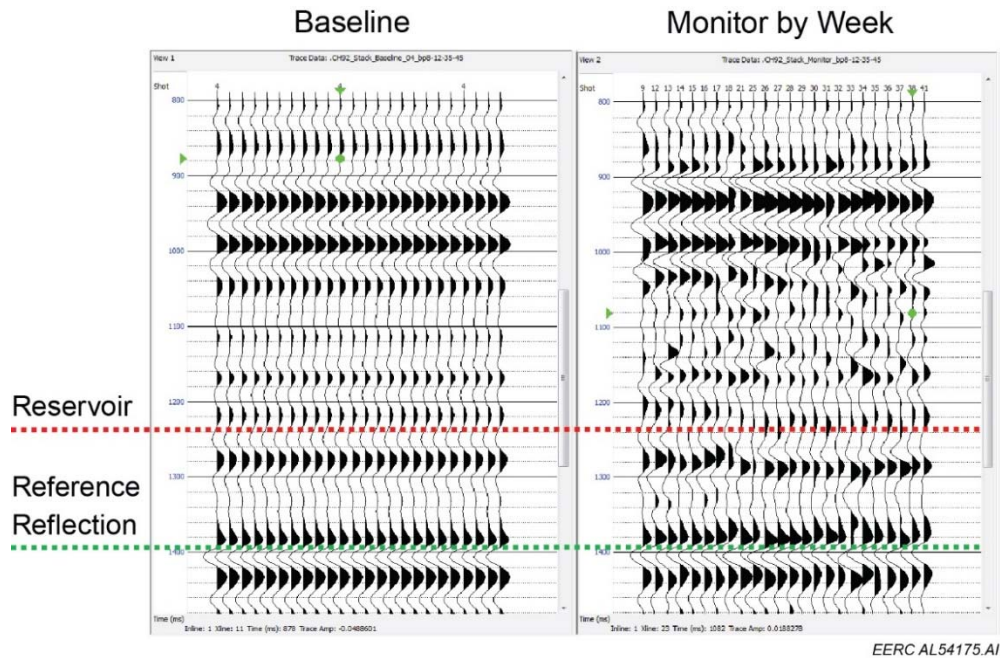 Baseline
Monitor by Week
View 1
Trace Data: ./CH92_Stack_Baseline_04_bp8-12-35-45
View 2
Trace Data: ./CH92_Stack_Monitor_bp8-12-35-45
Shot
4 4 4
Shot
9 12 13 14 15 16 17 18 21 25 26 27 28 29 30 31 32 33 34 35 36 37 38 41
800
900
1000
1100
1200
1300
1400
800
900
1000
1100
1200
1300
1400
Reservoir
Reference
Reflection
Time (ms)
Inline: 1 Xline: 11 Time (ms): 878 Trace Amp: -0.0488601
Time (ms)
Inline: 1 Xline: 23 Time (ms): 1082 Trace Amp: 0.0188278
EERC AL54175.AI